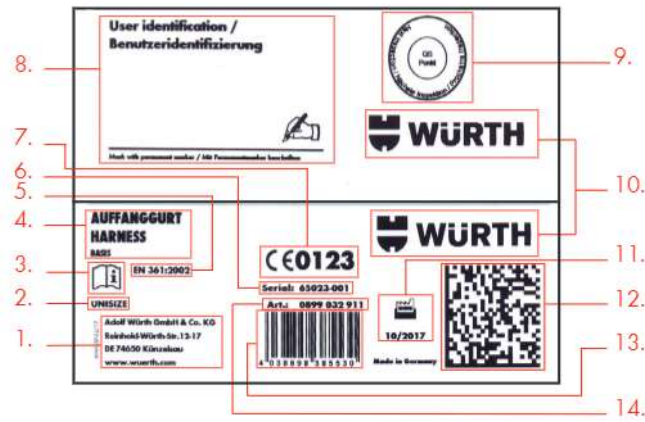 User identification /
Benutzeridentifizierung
Mark with permanent marker / Mit Permanentmarker beschriften
QS
Punkt
WÜRTH
8.
9.
7.
6.
5.
4.
3.
2.
1.
10.
11.
12.
13.
14.
AUFFANGGURT
HARNESS
BASIS
EN 361:2002
UNISIZE
Adolf Würth GmbH & Co. KG
Reinhold-Würth-Str.12-17
DE 74650 Künzelsau
www.wuerth.com
CE0123
Serial: 65023-001
Art.: 0899 032 911
4 038898 385530
WÜRTH
10/2017
Made in Germany